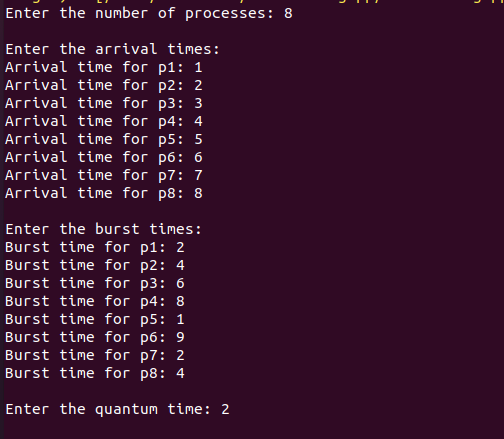 Enter the number of processes: 8
Enter the arrival times:
Arrival time for p1: 1
Arrival time for p2: 2
Arrival time for p3: 3
Arrival time for p4: 4
Arrival time for p5: 5
Arrival time for p6: 6
Arrival time for p7: 7
Arrival time for p8: 8
Enter the burst times:
Burst time for p1: 2
Burst time for p2: 4
Burst time for p3: 6
Burst time for p4: 8
Burst time for p5: 1
Burst time for p6: 9
Burst time for p7: 2
Burst time for p8: 4
Enter the quantum time: 2